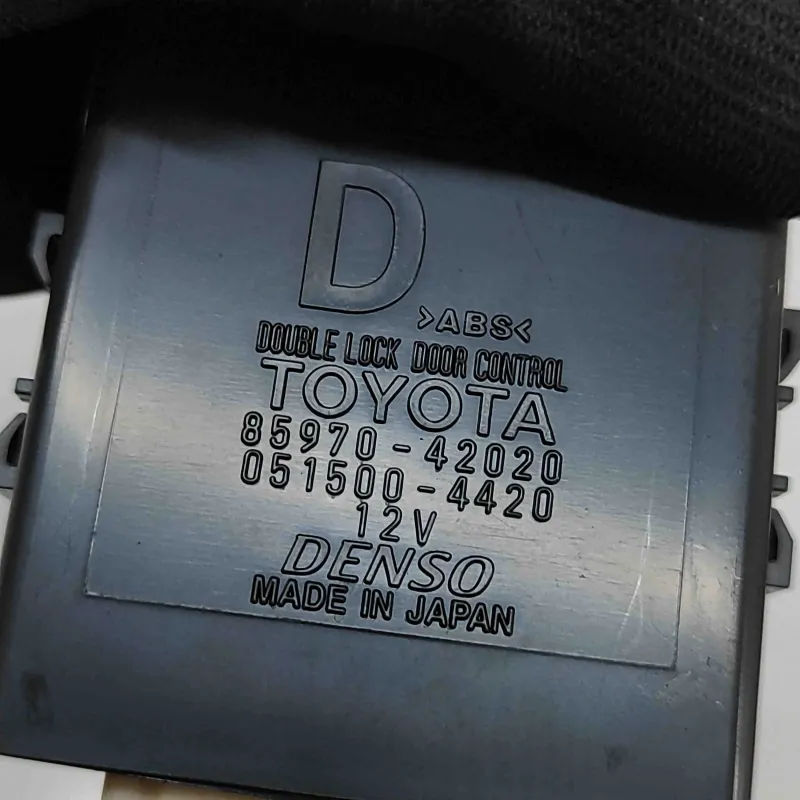 D
>ABS<
DOUBLE LOCK DOOR CONTROL
TOYOTA
85970-42020
051500-4420
12V
DENSO
MADE IN JAPAN